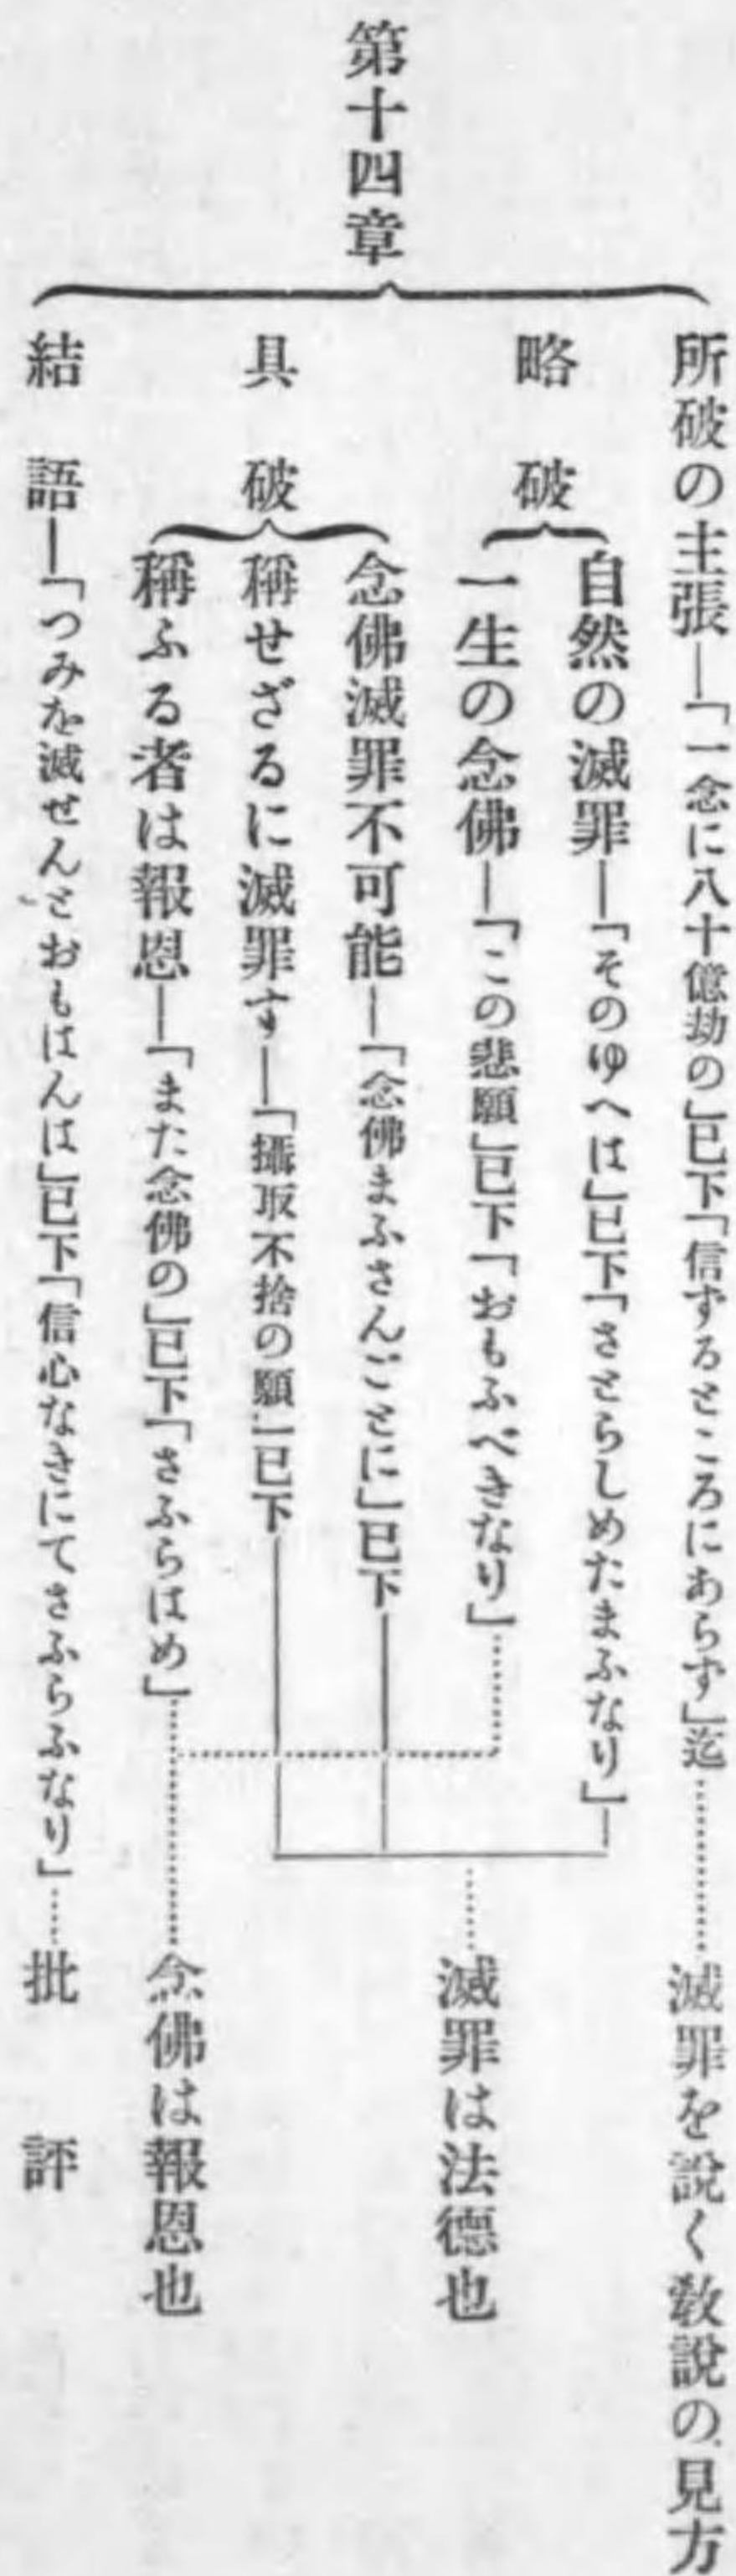 第十四章
所破の主張―「一念に八十億劫の」已下「信ずるところにあらず」迄……滅罪を説く教説の見方
略破
自然の滅罪―「そのゆへは」已下「さとらしめたまふなり」
一生の念佛―「この悲願」已下「おもふべきなり」
具破
念佛滅罪不可能―「念佛まふさんごとに」已下
稱せざるに滅罪す―「攝取不捨の願」已下
稱ふる者は報恩―「また念佛の」已下「さふらはめ」
滅罪は法德也
念佛は報恩也
結語―「つみを滅せんとおもはんは」已下「信心なきにてさふらふなり」……批評